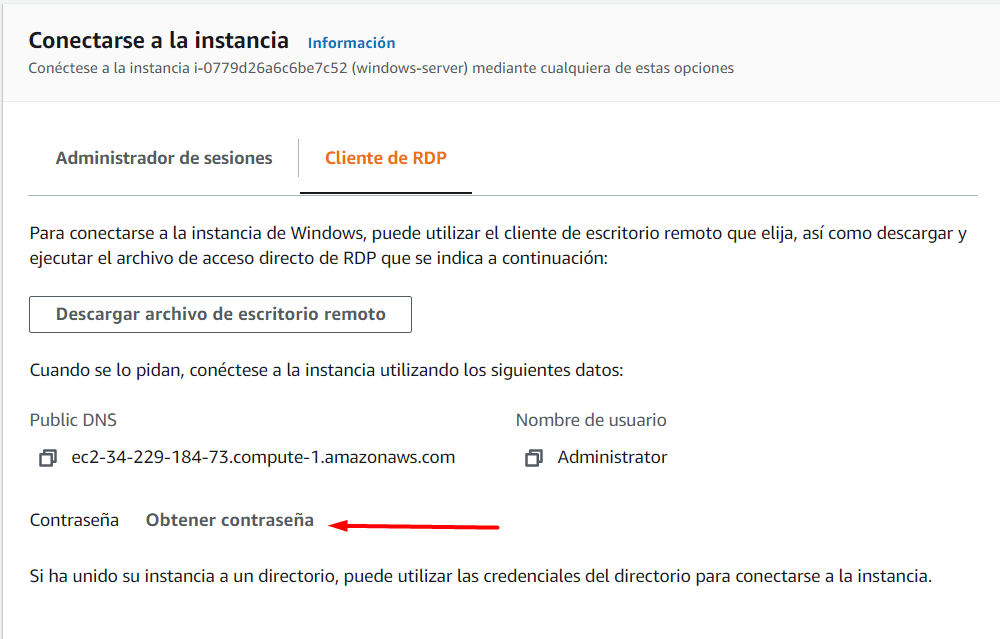 Conectarse a la instancia Información
Conéctese a la instancia i-0779d26a6c6be7c52 (windows-server) mediante cualquiera de estas opciones
Administrador de sesiones Cliente de RDP
Para conectarse a la instancia de Windows, puede utilizar el cliente de escritorio remoto que elija, así como descargar y
ejecutar el archivo de acceso directo de RDP que se indica a continuación:
Descargar archivo de escritorio remoto
Cuando se lo pidan, conéctese a la instancia utilizando los siguientes datos:
Public DNS Nombre de usuario
ec2-34-229-184-73.compute-1.amazonaws.com Administrator
Contraseña Obtener contraseña
Si ha unido su instancia a un directorio, puede utilizar las credenciales del directorio para conectarse a la instancia.